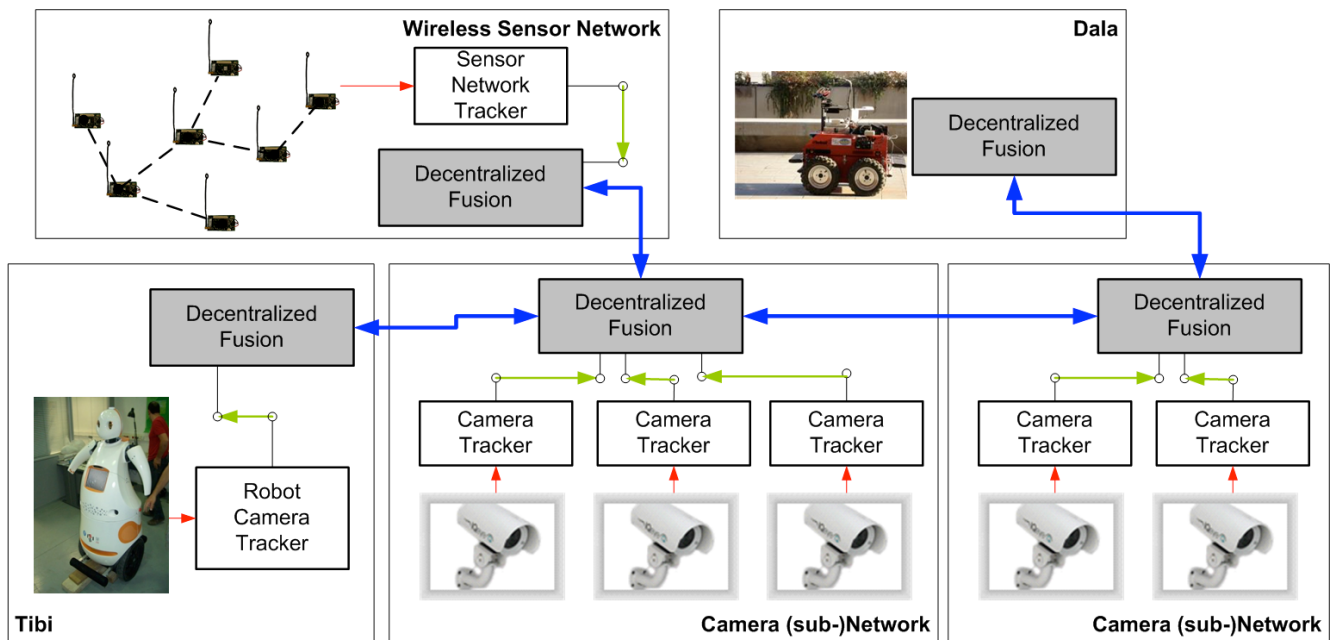 Wireless Sensor Network
Sensor
Network
Tracker
Decentralized
Fusion
Dala
Decentralized
Fusion
Decentralized
Fusion
Robot
Camera
Tracker
Tibi
Decentralized
Fusion
Camera
Tracker
Camera
Tracker
Camera
Tracker
Camera (sub-)Network
Decentralized
Fusion
Camera
Tracker
Camera
Tracker
Camera (sub-)Network